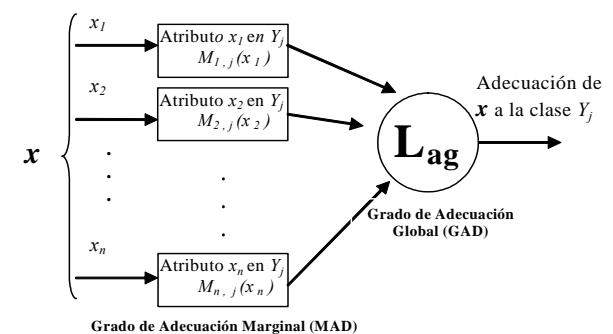 x₁
Atributo x₁ en Yⱼ
M₁,ⱼ(x₁)
x₂
Atributo x₂ en Yⱼ
M₂,ⱼ(x₂)
x
Lag
Adecuación de
x a la clase Yⱼ
Grado de Adecuación
Global (GAD)
xₙ
Atributo xₙ en Yⱼ
Mₙ,ⱼ(xₙ)
Grado de Adecuación Marginal (MAD)